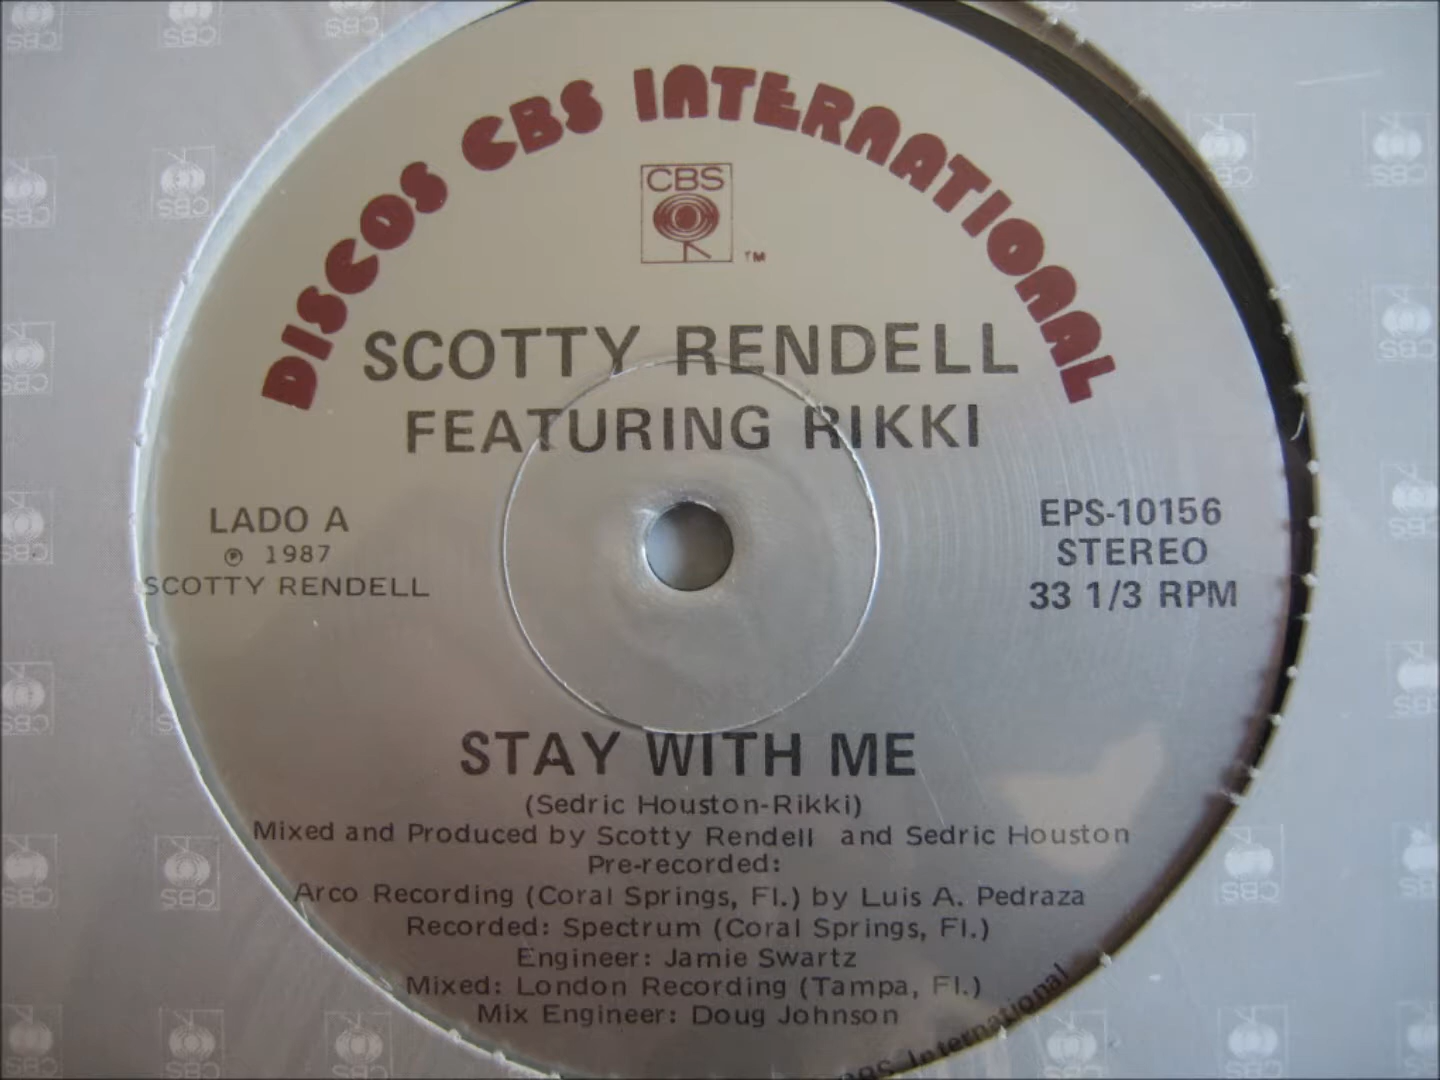 DISCOS CBS INTERNATIONAL
CBS
TM
SCOTTY RENDELL
FEATURING RIKKI
LADO A
℗ 1987
SCOTTY RENDELL
EPS-10156
STEREO
33 1/3 RPM
STAY WITH ME
(Sedric Houston-Rikki)
Mixed and Produced by Scotty Rendell and Sedric Houston
Pre-recorded:
Arco Recording (Coral Springs, Fl.) by Luis A. Pedraza
Recorded: Spectrum (Coral Springs, Fl.)
Engineer: Jamie Swartz
Mixed: London Recording (Tampa, Fl.)
Mix Engineer: Doug Johnson
CBS International